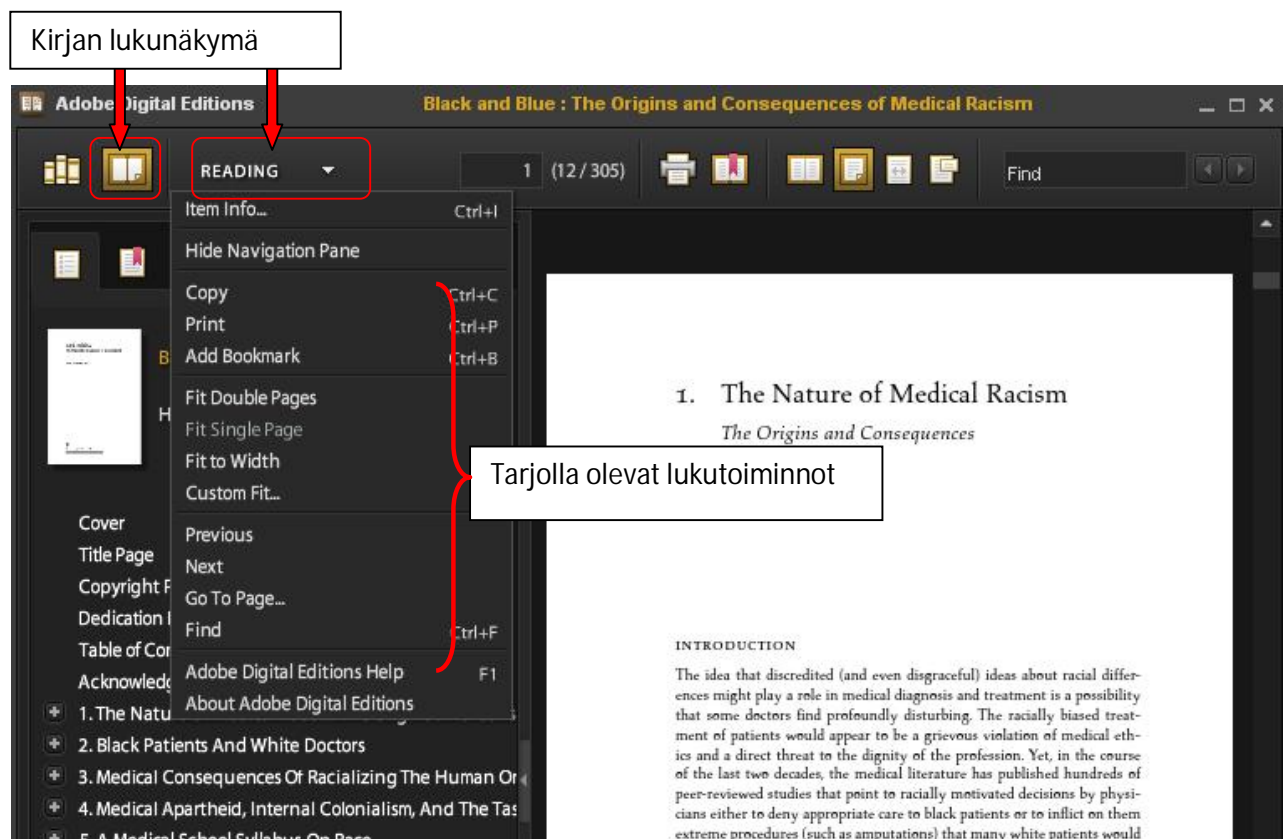 Kirjan lukunäkymä
Adobe Digital Editions
Black and Blue : The Origins and Consequences of Medical Racism
READING
1 (12 / 305)
Find
Item Info... Ctrl+I
Hide Navigation Pane
Copy Ctrl+C
Print Ctrl+P
Add Bookmark Ctrl+B
Fit Double Pages
Fit Single Page
Fit to Width
Custom Fit...
Previous
Next
Go To Page...
Find Ctrl+F
Adobe Digital Editions Help F1
About Adobe Digital Editions
Tarjolla olevat lukutoiminnot
B
H
Cover
Title Page
Copyright
Dedication
Table of
Acknowledg
1. The Natu
2. Black Patients And White Doctors
3. Medical Consequences Of Racializing The Human Or
4. Medical Apartheid, Internal Colonialism, And The Tas
5. A Medical School Syllabus On Race
1. The Nature of Medical Racism
The Origins and Consequences
INTRODUCTION
The idea that discredited (and even disgraceful) ideas about racial differ-
ences might play a role in medical diagnosis and treatment is a possibility
that some doctors find profoundly disturbing. The racially biased treat-
ment of patients would appear to be a grievous violation of medical eth-
ics and a direct threat to the dignity of the profession. Yet, in the course
of the last two decades, the medical literature has published hundreds of
peer-reviewed studies that point to racially motivated decisions by physi-
cians either to deny appropriate care to black patients or to inflict on them
extreme procedures (such as amputations) that many white patients would